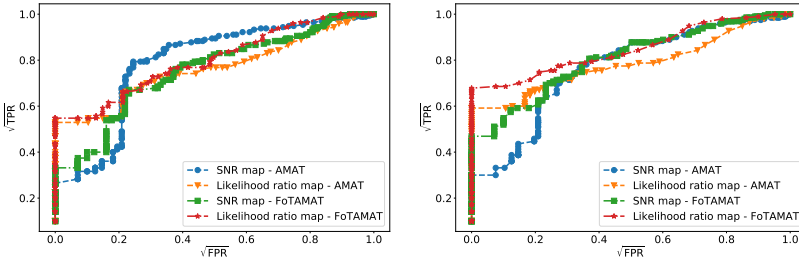 1.0
0.8
0.6
0.4
0.2
√TPR
0.0 0.2 0.4 0.6 0.8 1.0
√FPR
SNR map - AMAT
Likelihood ratio map - AMAT
SNR map - FoTAMAT
Likelihood ratio map - FoTAMAT
1.0
0.8
0.6
0.4
0.2
√TPR
0.0 0.2 0.4 0.6 0.8 1.0
√FPR
SNR map - AMAT
Likelihood ratio map - AMAT
SNR map - FoTAMAT
Likelihood ratio map - FoTAMAT